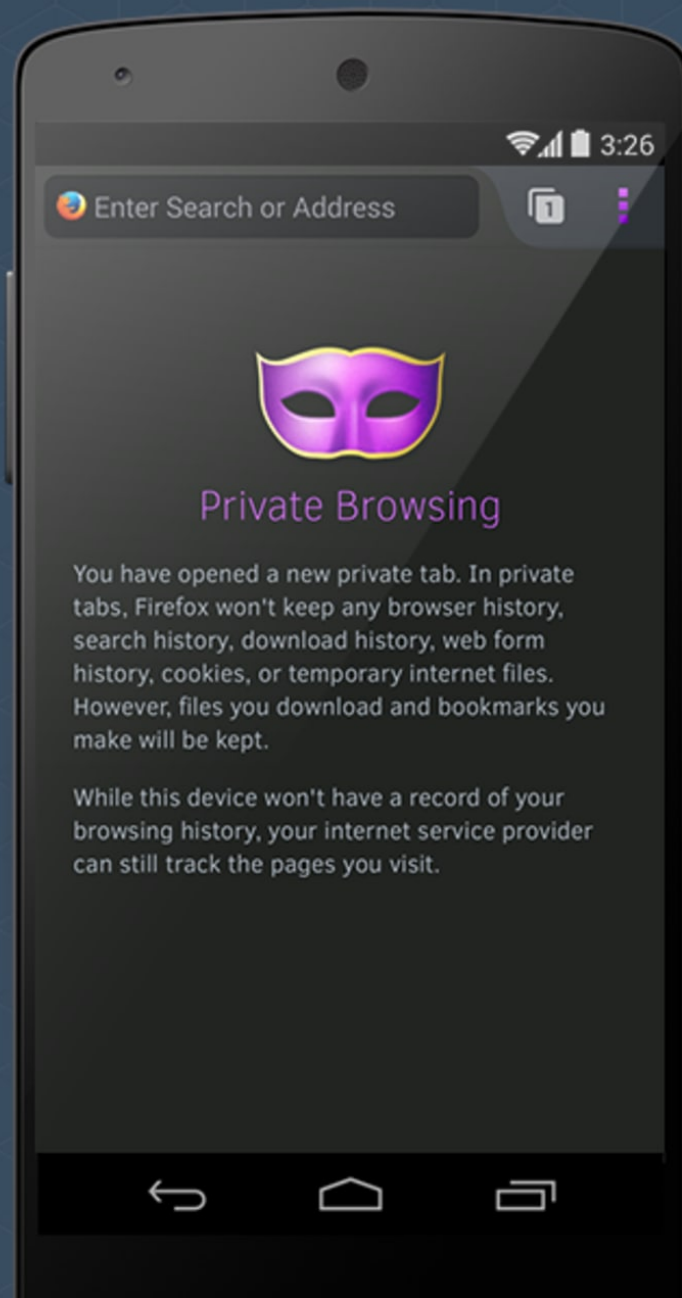 3:26
Enter Search or Address
1
Private Browsing
You have opened a new private tab. In private
tabs, Firefox won't keep any browser history,
search history, download history, web form
history, cookies, or temporary internet files.
However, files you download and bookmarks you
make will be kept.
While this device won't have a record of your
browsing history, your internet service provider
can still track the pages you visit.